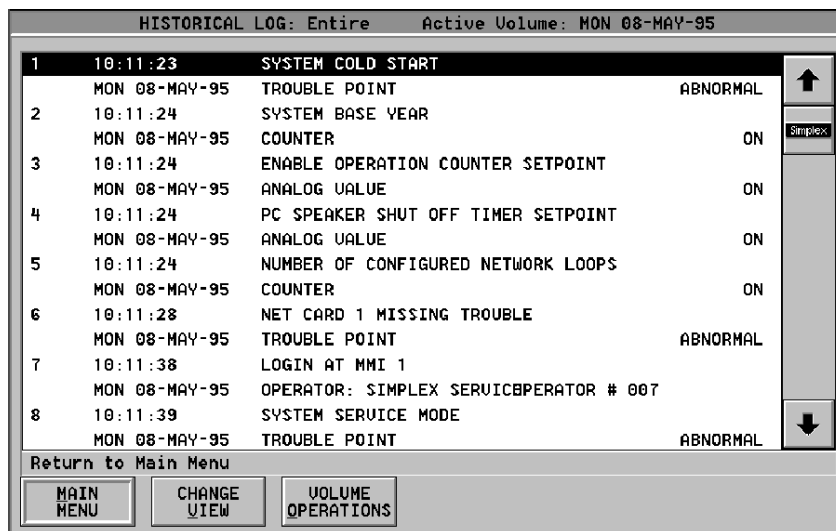 HISTORICAL LOG: Entire Active Volume: MON 08-MAY-95
1 10:11:23 SYSTEM COLD START
MON 08-MAY-95 TROUBLE POINT ABNORMAL
2 10:11:24 SYSTEM BASE YEAR
MON 08-MAY-95 COUNTER ON
Simplex
3 10:11:24 ENABLE OPERATION COUNTER SETPOINT
MON 08-MAY-95 ANALOG VALUE ON
4 10:11:24 PC SPEAKER SHUT OFF TIMER SETPOINT
MON 08-MAY-95 ANALOG VALUE ON
5 10:11:24 NUMBER OF CONFIGURED NETWORK LOOPS
MON 08-MAY-95 COUNTER ON
6 10:11:28 NET CARD 1 MISSING TROUBLE
MON 08-MAY-95 TROUBLE POINT ABNORMAL
7 10:11:38 LOGIN AT MMI 1
MON 08-MAY-95 OPERATOR: SIMPLEX SERVICOPERATOR # 007
8 10:11:39 SYSTEM SERVICE MODE
MON 08-MAY-95 TROUBLE POINT ABNORMAL
Return to Main Menu
MAIN MENU
CHANGE VIEW
VOLUME OPERATIONS